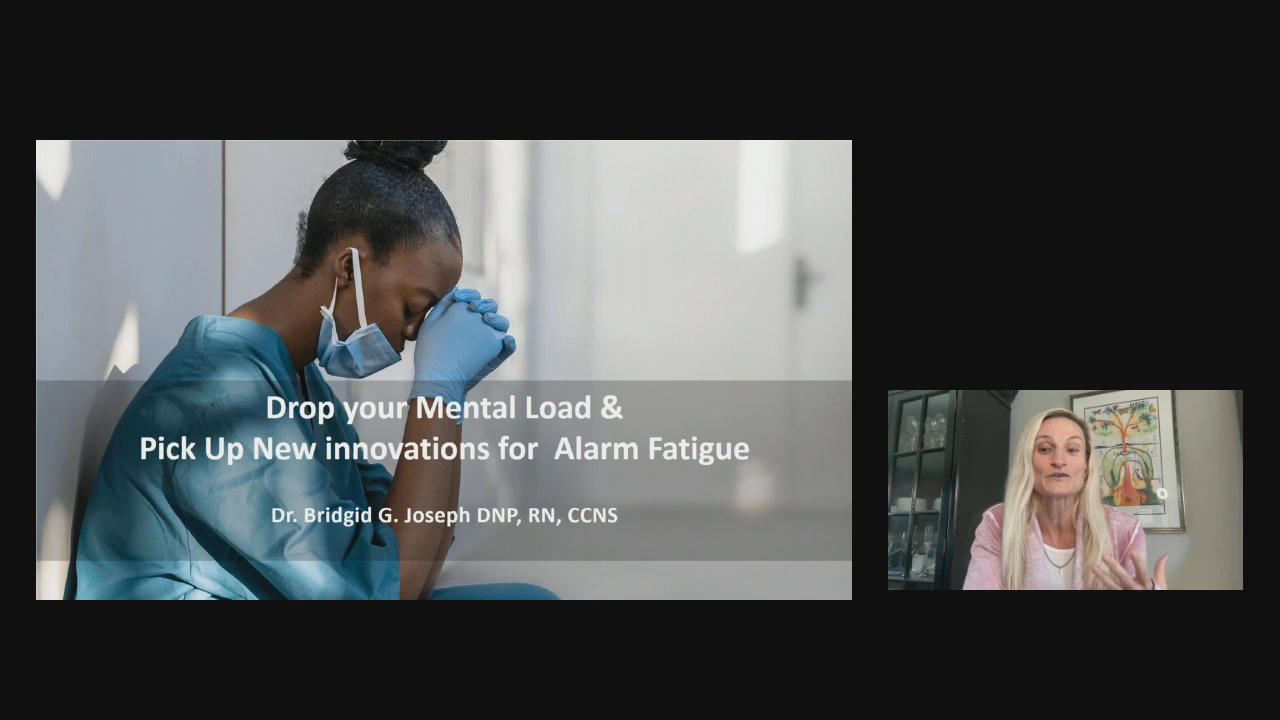 Drop your Mental Load &
Pick Up New innovations for  Alarm Fatigue
Dr. Bridgid G. Joseph DNP, RN, CCNS